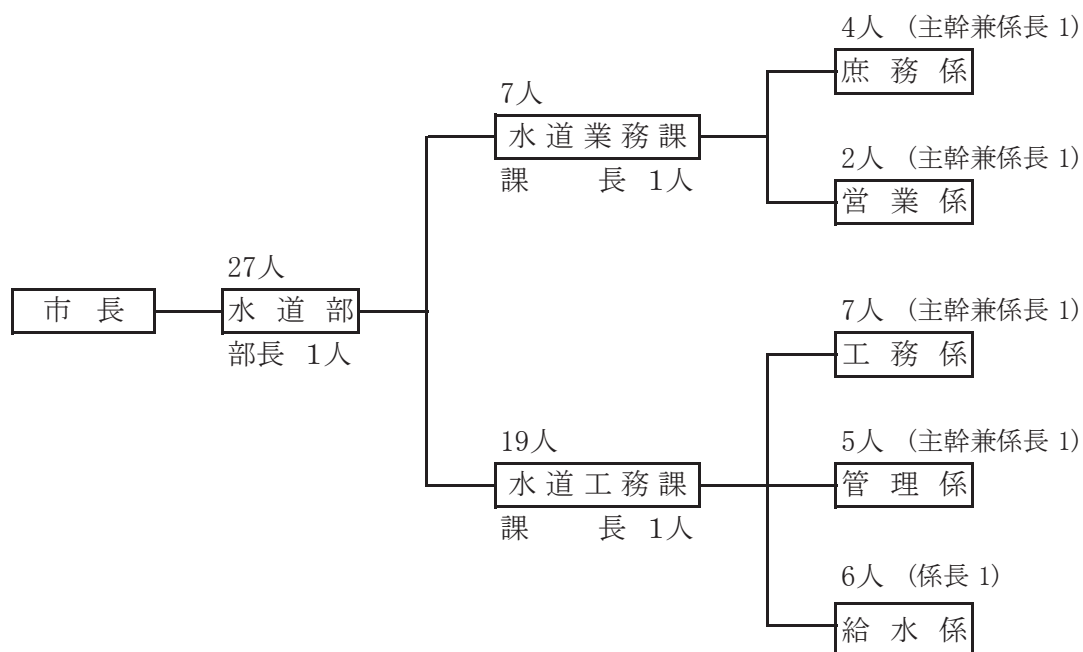 4人 (主幹兼係長 1)
庶 務 係
7人
水 道 業 務 課
課 長 1人
2人 (主幹兼係長 1)
営 業 係
27人
市 長
水 道 部
部長 1人
7人 (主幹兼係長 1)
工 務 係
19人
水 道 工 務 課
課 長 1人
5人 (主幹兼係長 1)
管 理 係
6人 (係長 1)
給 水 係